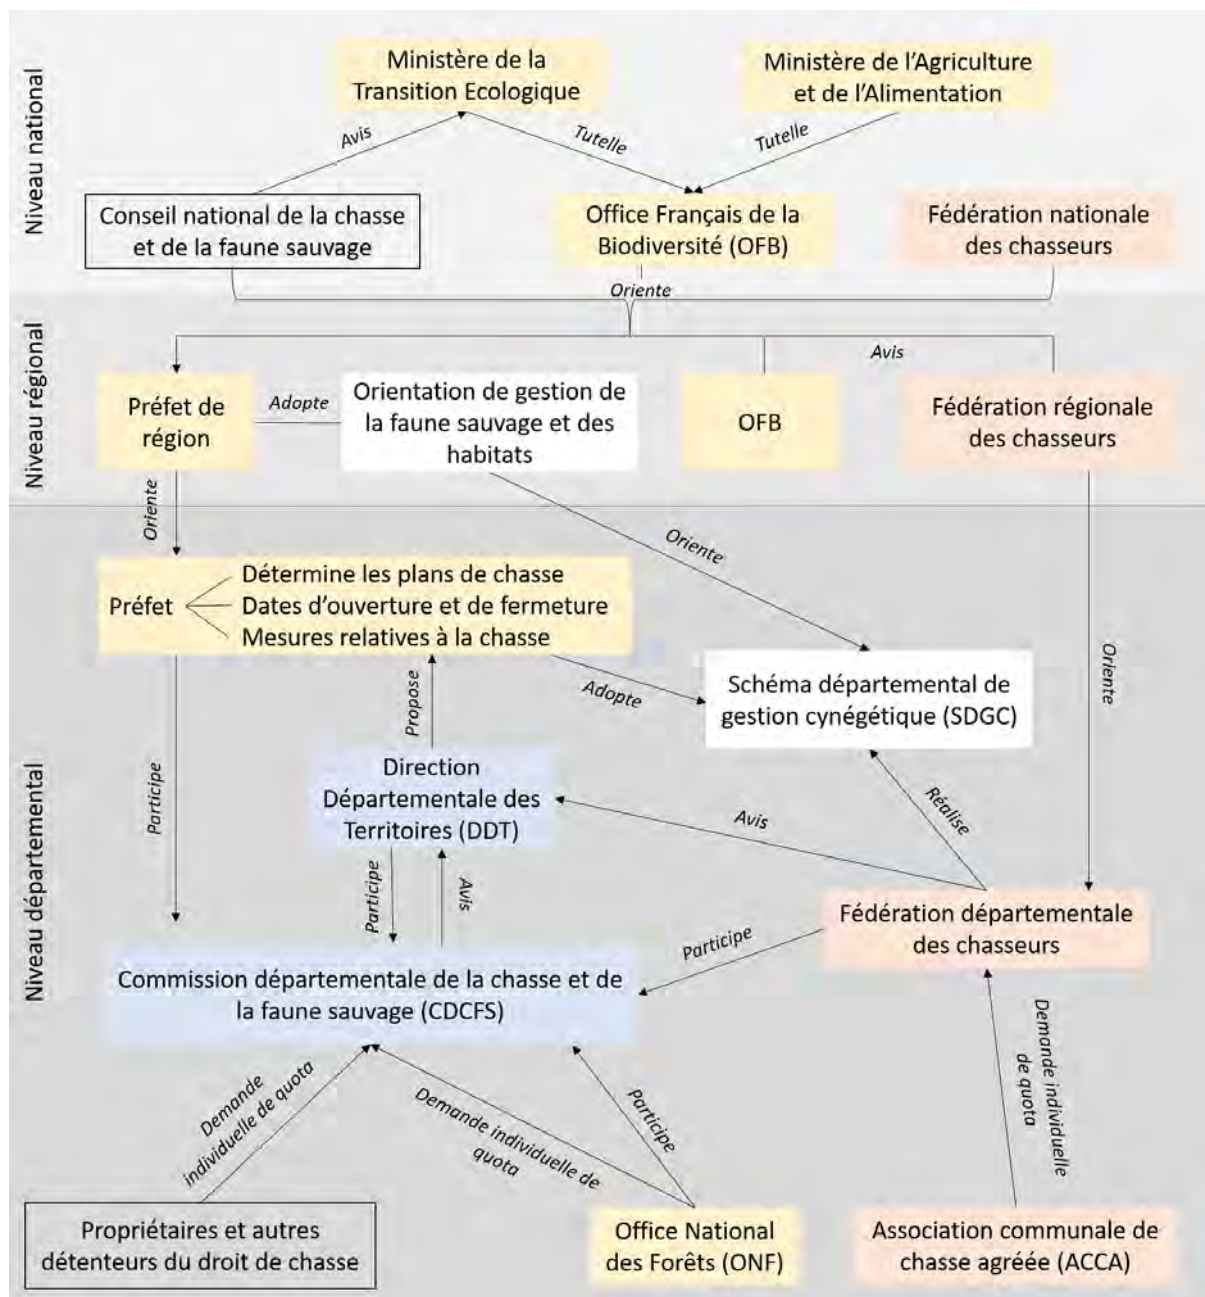 Niveau national
Ministère de la
Transition Ecologique
Ministère de l'Agriculture
et de l'Alimentation
Avis
Tutelle
Tutelle
Conseil national de la chasse
et de la faune sauvage
Office Français de la
Biodiversité (OFB)
Fédération nationale
des chasseurs
Oriente
Niveau régional
Avis
Préfet de
région
Adopte
Orientation de gestion de
la faune sauvage et des
habitats
OFB
Fédération régionale
des chasseurs
Oriente
Oriente
Oriente
Niveau départemental
Préfet
Détermine les plans de chasse
Dates d'ouverture et de fermeture
Mesures relatives à la chasse
Participe
Propose
Adopte
Schéma départemental de
gestion cynégétique (SDGC)
Direction
Départementale des
Territoires (DDT)
Avis
Réalise
Participe
Avis
Participe
Fédération départementale
des chasseurs
Commission départementale de la chasse et de
la faune sauvage (CDCFS)
Demande
individuelle de quota
Demande individuelle de
quota
Participe
Demande individuelle
de quota
Propriétaires et autres
détenteurs du droit de chasse
Office National
des Forêts (ONF)
Association communale de
chasse agréée (ACCA)